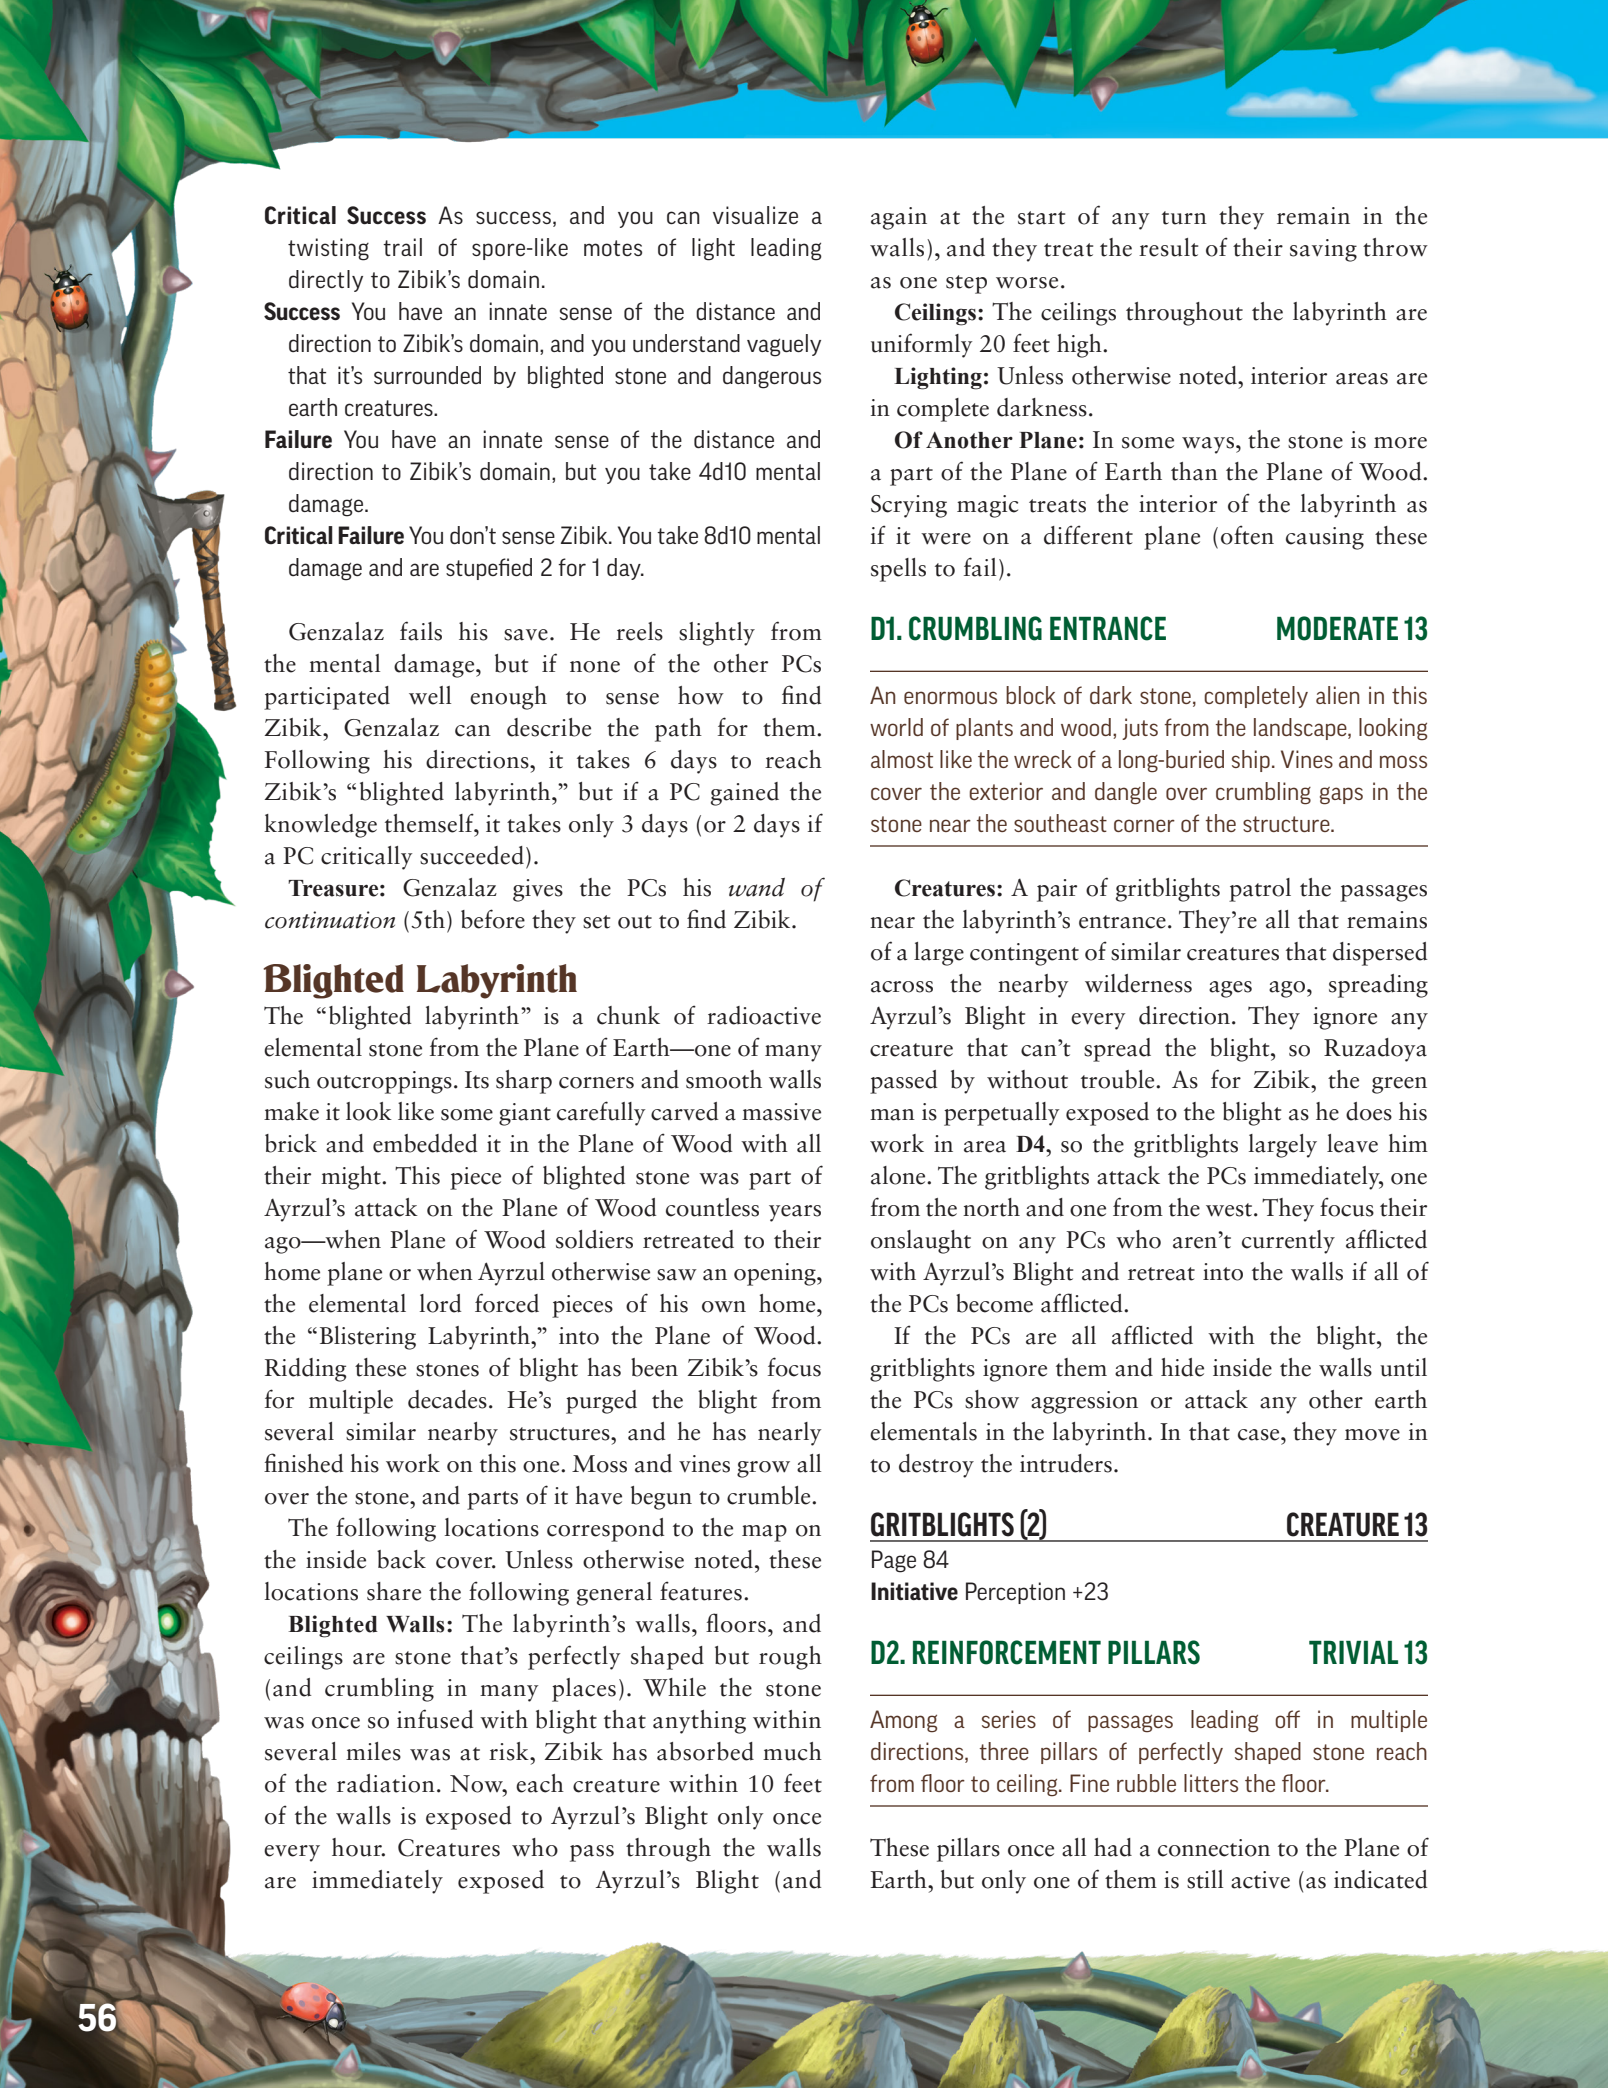 Critical Success As success, and you can visualize a
twisting trail of spore-like motes of light leading
directly to Zibik’s domain.
Success You have an innate sense of the distance and
direction to Zibik’s domain, and you understand vaguely
that it’s surrounded by blighted stone and dangerous
earth creatures.
Failure You have an innate sense of the distance and
direction to Zibik’s domain, but you take 4d10 mental
damage.
Critical Failure You don’t sense Zibik. You take 8d10 mental
damage and are stupefied 2 for 1 day.
Genzalaz fails his save. He reels slightly from
the mental damage, but if none of the other PCs
participated well enough to sense how to find
Zibik, Genzalaz can describe the path for them.
Following his directions, it takes 6 days to reach
Zibik’s “blighted labyrinth,” but if a PC gained the
knowledge themself, it takes only 3 days (or 2 days if
a PC critically succeeded).
Treasure: Genzalaz gives the PCs his wand of
continuation (5th) before they set out to find Zibik.
Blighted Labyrinth
The “blighted labyrinth” is a chunk of radioactive
elemental stone from the Plane of Earth—one of many
such outcroppings. Its sharp corners and smooth walls
make it look like some giant carefully carved a massive
brick and embedded it in the Plane of Wood with all
their might. This piece of blighted stone was part of
Ayrzul’s attack on the Plane of Wood countless years
ago—when Plane of Wood soldiers retreated to their
home plane or when Ayrzul otherwise saw an opening,
the elemental lord forced pieces of his own home,
the “Blistering Labyrinth,” into the Plane of Wood.
Ridding these stones of blight has been Zibik’s focus
for multiple decades. He’s purged the blight from
several similar nearby structures, and he has nearly
finished his work on this one. Moss and vines grow all
over the stone, and parts of it have begun to crumble.
The following locations correspond to the map on
the inside back cover. Unless otherwise noted, these
locations share the following general features.
Blighted Walls: The labyrinth’s walls, floors, and
ceilings are stone that’s perfectly shaped but rough
(and crumbling in many places). While the stone
was once so infused with blight that anything within
several miles was at risk, Zibik has absorbed much
of the radiation. Now, each creature within 10 feet
of the walls is exposed to Ayrzul’s Blight only once
every hour. Creatures who pass through the walls
are immediately exposed to Ayrzul’s Blight (and
again at the start of any turn they remain in the
walls), and they treat the result of their saving throw
as one step worse.
Ceilings: The ceilings throughout the labyrinth are
uniformly 20 feet high.
Lighting: Unless otherwise noted, interior areas are
in complete darkness.
Of Another Plane: In some ways, the stone is more
a part of the Plane of Earth than the Plane of Wood.
Scrying magic treats the interior of the labyrinth as
if it were on a different plane (often causing these
spells to fail).
D1. CRUMBLING ENTRANCE MODERATE 13
An enormous block of dark stone, completely alien in this
world of plants and wood, juts from the landscape, looking
almost like the wreck of a long-buried ship. Vines and moss
cover the exterior and dangle over crumbling gaps in the
stone near the southeast corner of the structure.
Creatures: A pair of gritblights patrol the passages
near the labyrinth’s entrance. They’re all that remains
of a large contingent of similar creatures that dispersed
across the nearby wilderness ages ago, spreading
Ayrzul’s Blight in every direction. They ignore any
creature that can’t spread the blight, so Ruzadoya
passed by without trouble. As for Zibik, the green
man is perpetually exposed to the blight as he does his
work in area D4, so the gritblights largely leave him
alone. The gritblights attack the PCs immediately, one
from the north and one from the west. They focus their
onslaught on any PCs who aren’t currently afflicted
with Ayrzul’s Blight and retreat into the walls if all of
the PCs become afflicted.
If the PCs are all afflicted with the blight, the
gritblights ignore them and hide inside the walls until
the PCs show aggression or attack any other earth
elementals in the labyrinth. In that case, they move in
to destroy the intruders.
GRITBLIGHTS (2) CREATURE 13
Page 84
Initiative Perception +23
D2. REINFORCEMENT PILLARS TRIVIAL 13
Among a series of passages leading off in multiple
directions, three pillars of perfectly shaped stone reach
from floor to ceiling. Fine rubble litters the floor.
These pillars once all had a connection to the Plane of
Earth, but only one of them is still active (as indicated
56